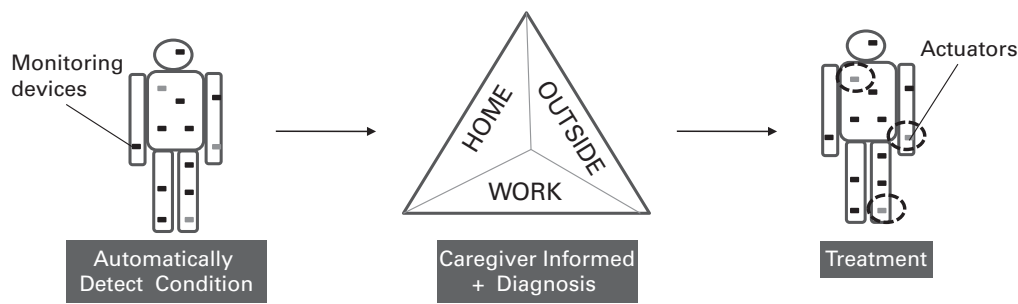 Monitoring
devices
Actuators
HOME
OUTSIDE
WORK
Automatically
Detect Condition
Caregiver Informed
+ Diagnosis
Treatment